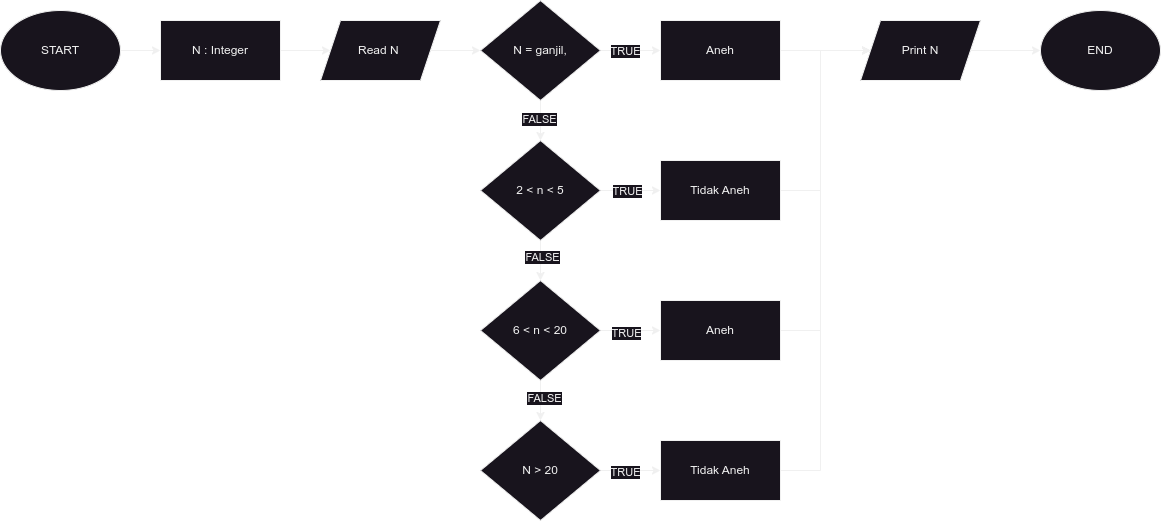 START
N : Integer
Read N
N = ganjil,
TRUE
Aneh
Print N
END
FALSE
2 < n < 5
TRUE
Tidak Aneh
FALSE
6 < n < 20
TRUE
Aneh
FALSE
N > 20
TRUE
Tidak Aneh